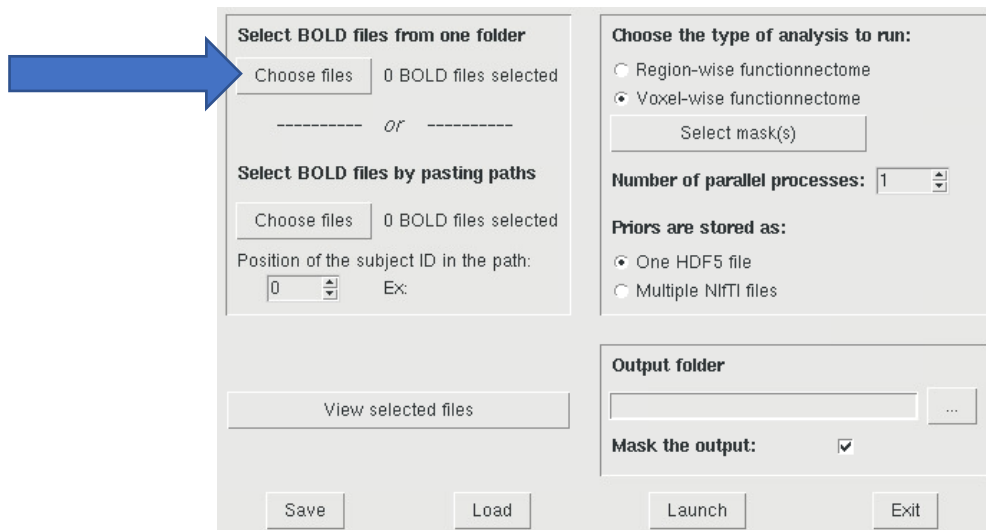 Select BOLD files from one folder
Choose files 0 BOLD files selected
---------- or ----------
Select BOLD files by pasting paths
Choose files 0 BOLD files selected
Position of the subject ID in the path:
0 Ex:
View selected files
Choose the type of analysis to run:
Region-wise functionnectome
Voxel-wise functionnectome
Select mask(s)
Number of parallel processes: 1
Priors are stored as:
One HDF5 file
Multiple NIfTI files
Output folder
...
Mask the output:
Save Load Launch Exit